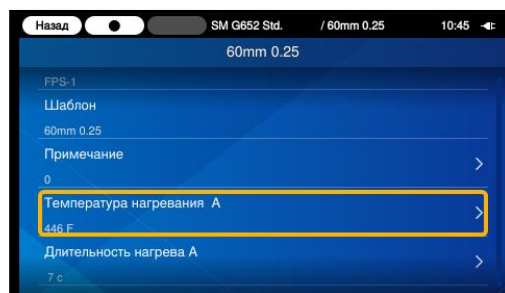 Назад SM G652 Std. / 60mm 0.25 10:45
60mm 0.25
FPS-1
Шаблон
60mm 0.25
Примечание
0
Температура нагревания А
446 F
Длительность нагрева А
7 с